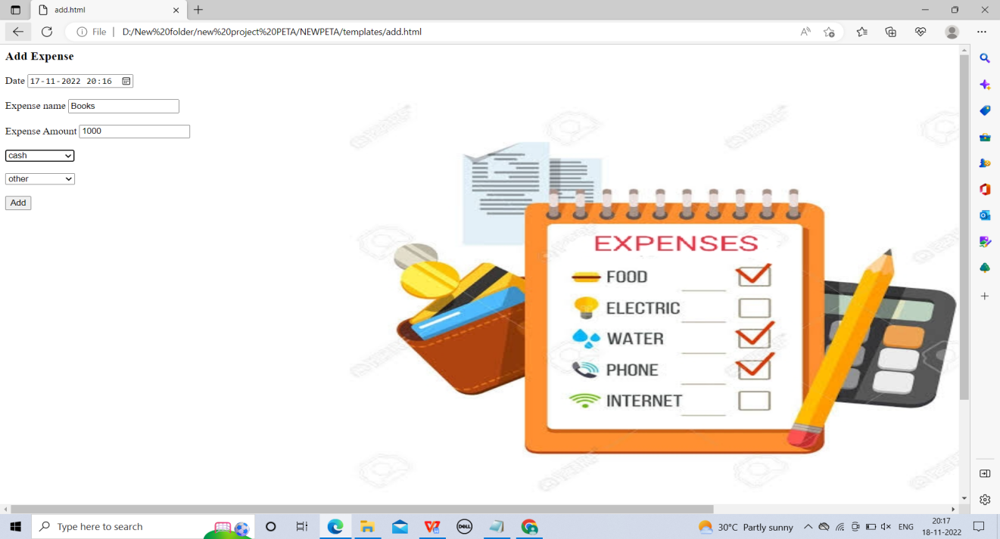 add.html
File | D:/New%20folder/new%20project%20PETA/NEWPETA/templates/add.html
Add Expense
Date 17-11-2022 20:16
Expense name Books
Expense Amount 1000
cash
other
Add
EXPENSES
FOOD
ELECTRIC
WATER
PHONE
INTERNET
Type here to search
DELL
30°C Partly sunny
ENG
20:17
18-11-2022